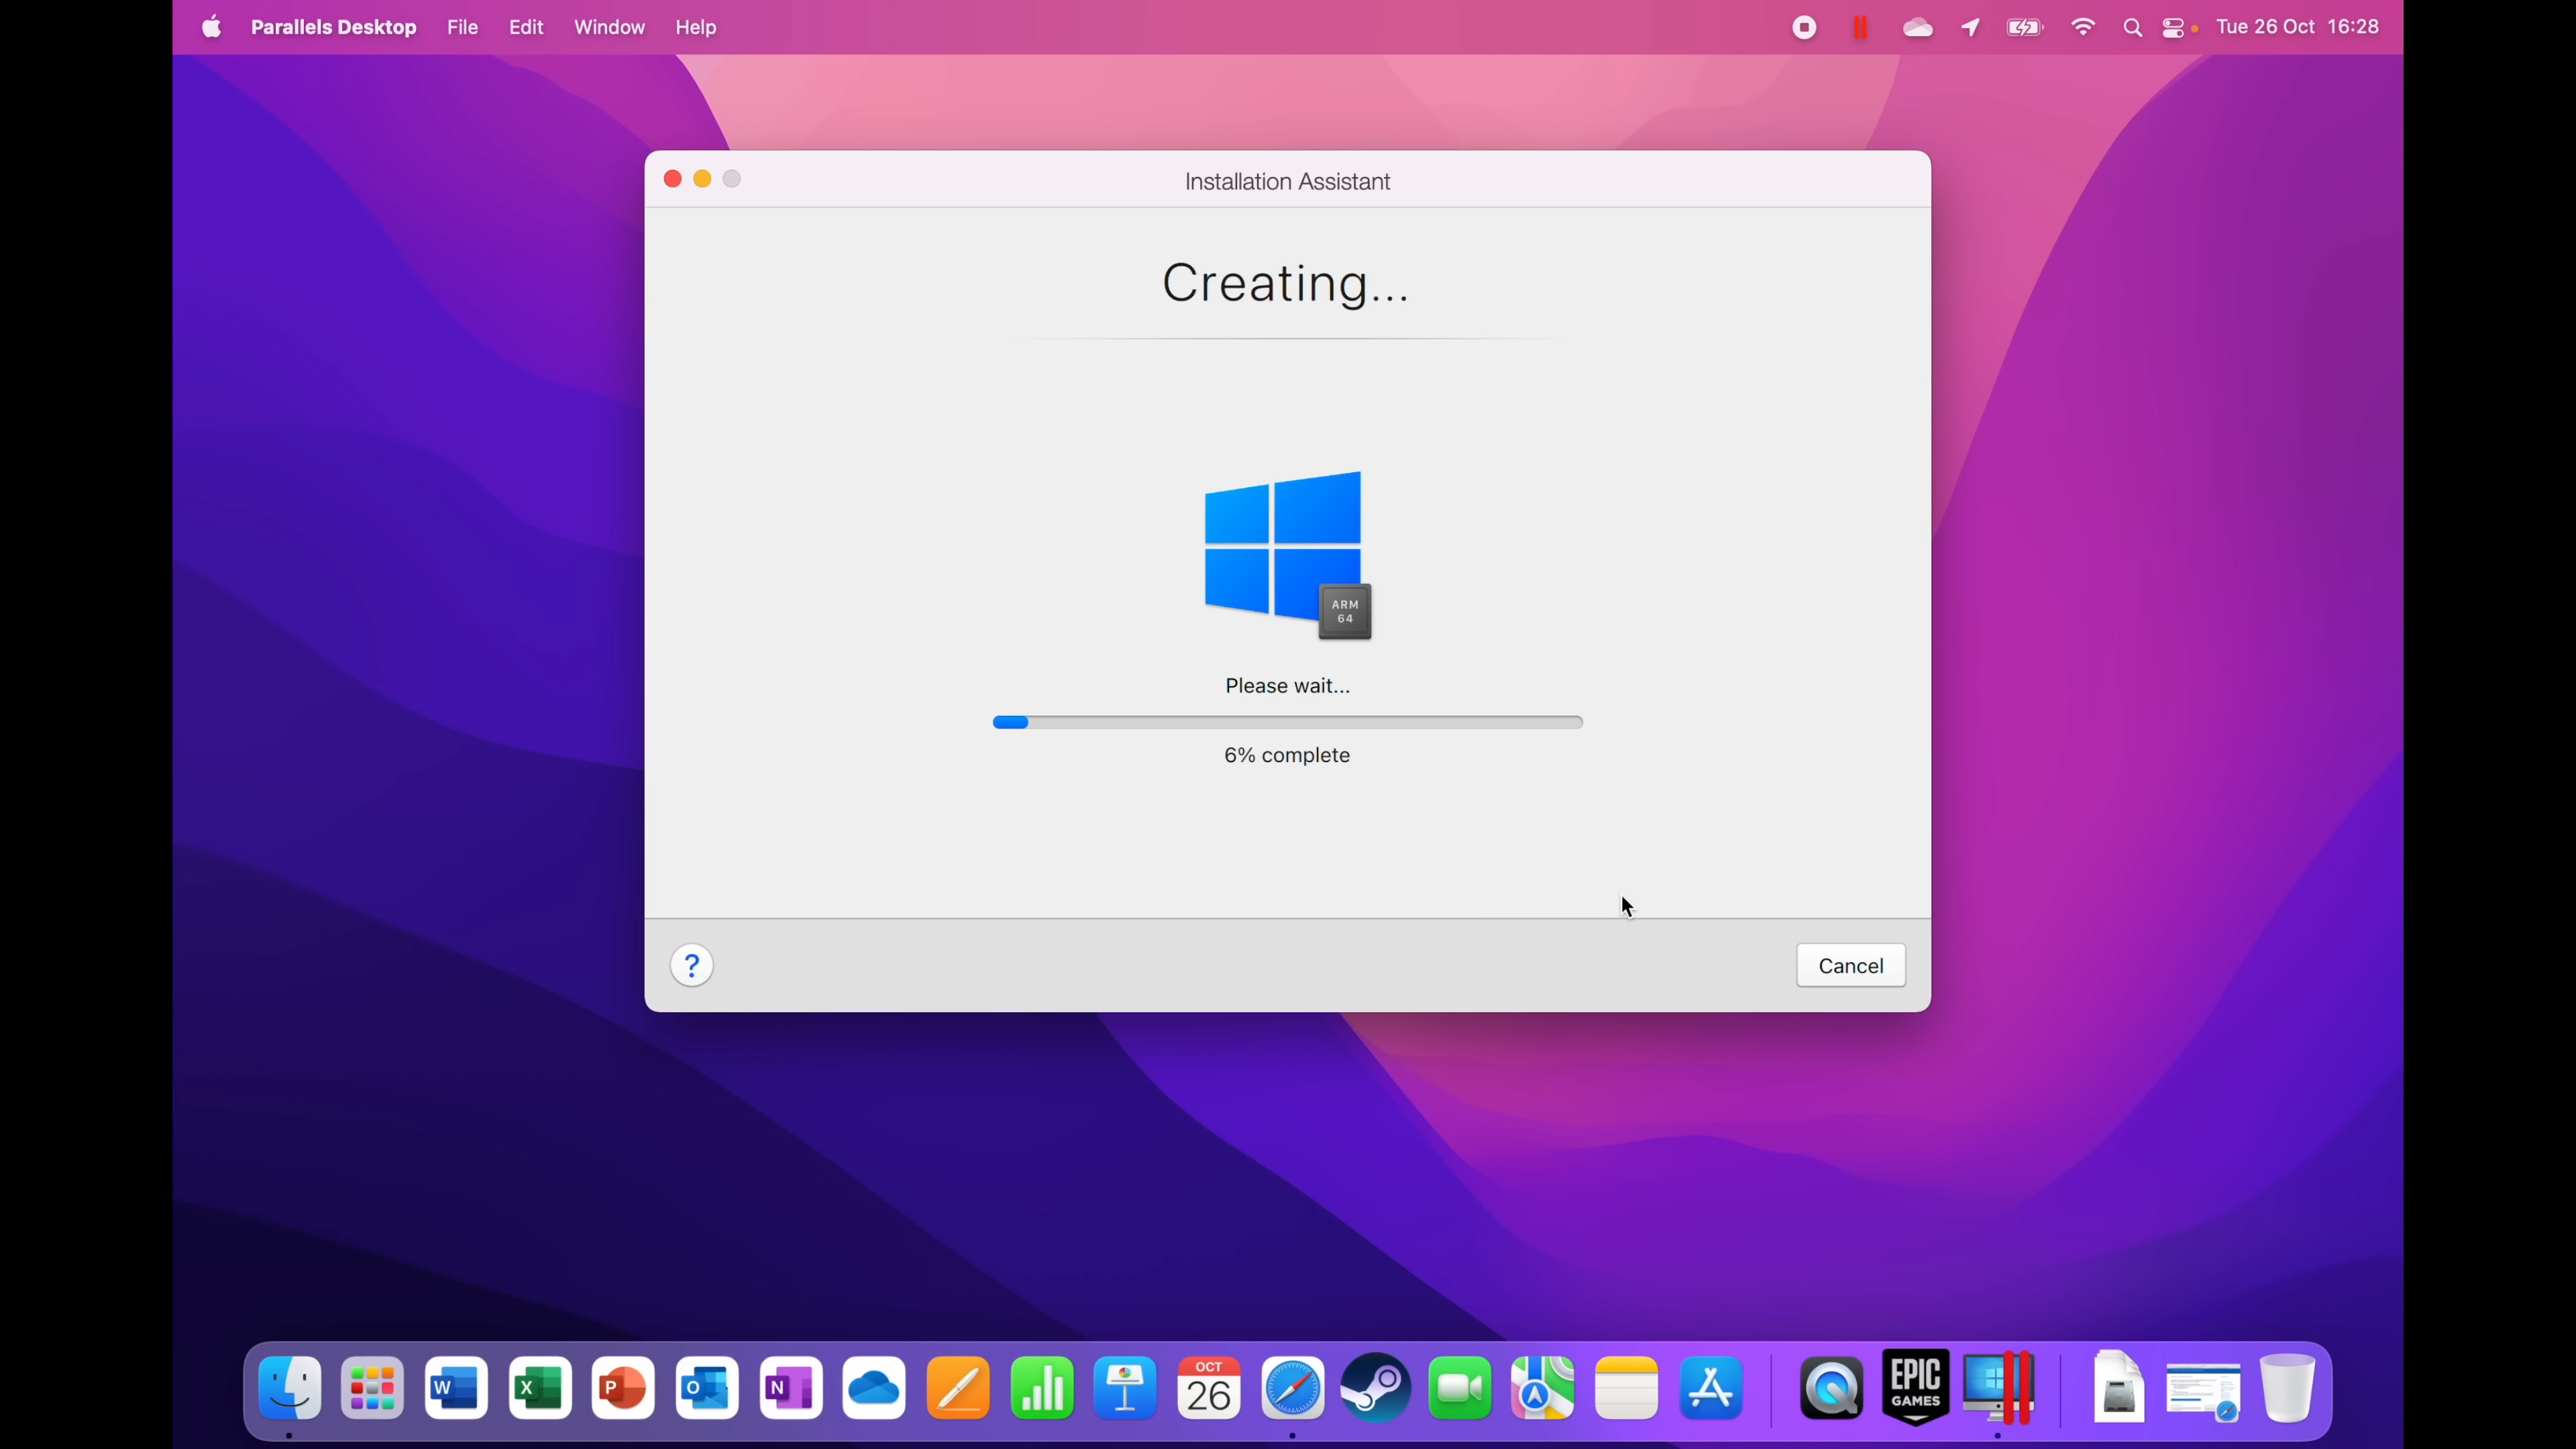 Parallels Desktop File Edit Window Help Tue 26 Oct 16:28
Installation Assistant
Creating...
ARM
64
Please wait...
6% complete
? Cancel
W X P O N OCT
26 EPIC
GAMES